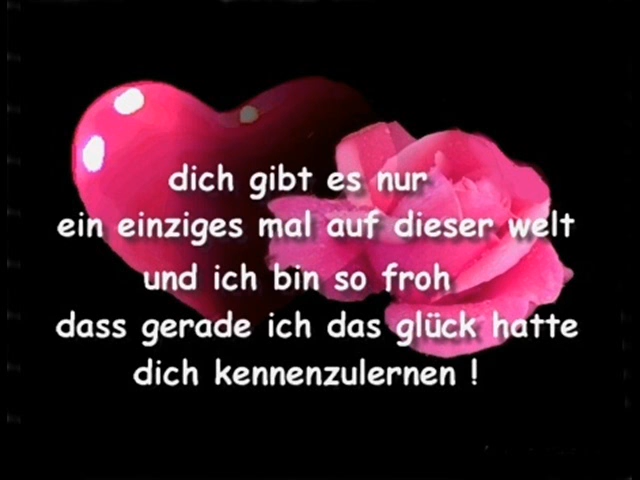 dich gibt es nur
ein einziges mal auf dieser welt
und ich bin so froh
dass gerade ich das glück hatte
dich kennenzulernen !